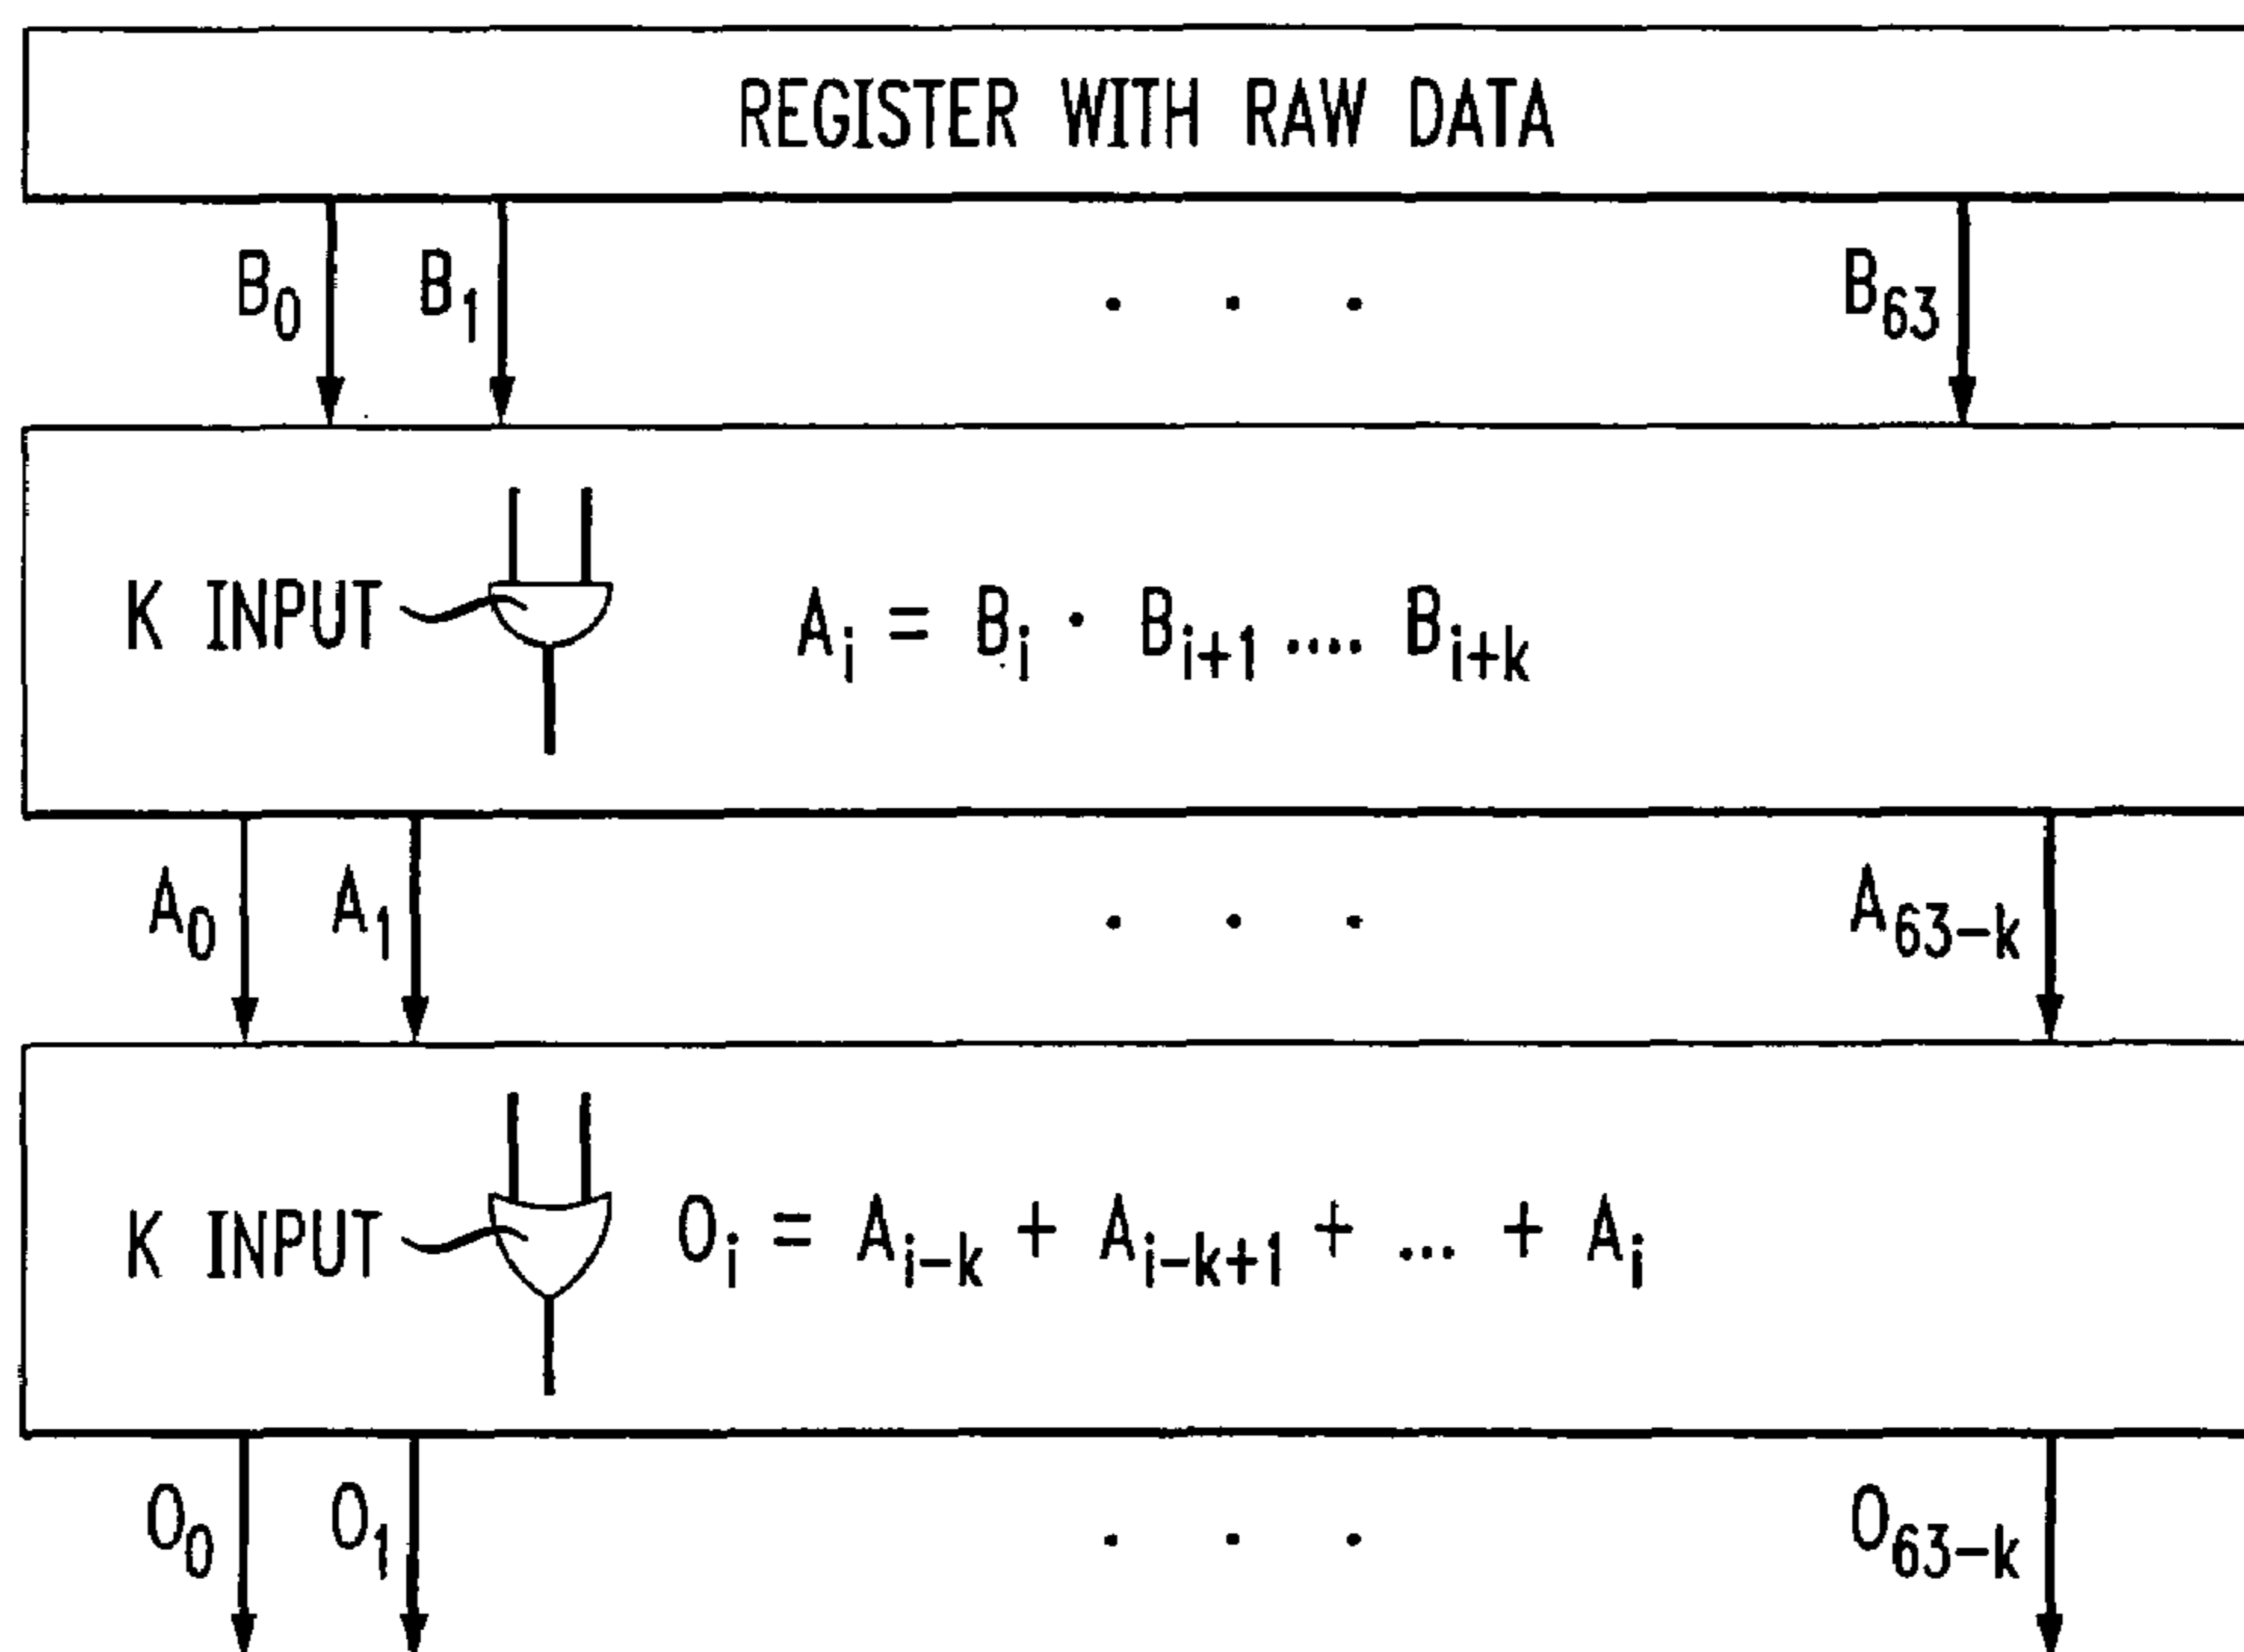 REGISTER WITH RAW DATA
B₀ B₁ . . . B₆₃
K INPUT Aᵢ = Bᵢ · Bᵢ₊₁ .... Bᵢ₊ₖ
A₀ A₁ . . . A₆₃₋ₖ
K INPUT Oᵢ = Aᵢ₋ₖ + Aᵢ₋ₖ₊₁ + ... + Aᵢ
O₀ O₁ . . . O₆₃₋ₖ